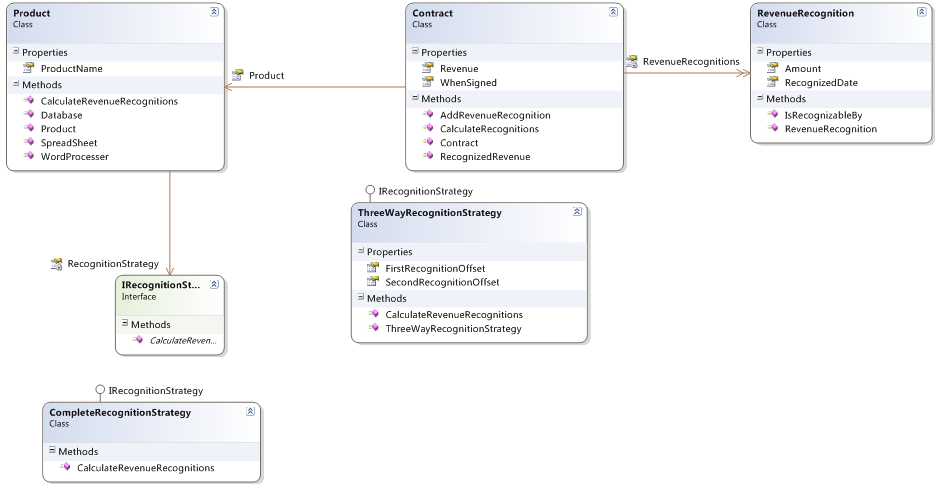 Product
Class
Properties
ProductName
Methods
CalculateRevenueRecognitions
Database
Product
SpreadSheet
WordProcesser
Product
Contract
Class
Properties
Revenue
WhenSigned
Methods
AddRevenueRecognition
CalculateRecognitions
Contract
RecognizedRevenue
RevenueRecognitions
RevenueRecognition
Class
Properties
Amount
RecognizedDate
Methods
IsRecognizableBy
RevenueRecognition
RecognitionStrategy
IRecognitionSt...
Interface
Methods
CalculateReven...
IRecognitionStrategy
ThreeWayRecognitionStrategy
Class
Properties
FirstRecognitionOffset
SecondRecognitionOffset
Methods
CalculateRevenueRecognitions
ThreeWayRecognitionStrategy
IRecognitionStrategy
CompleteRecognitionStrategy
Class
Methods
CalculateRevenueRecognitions